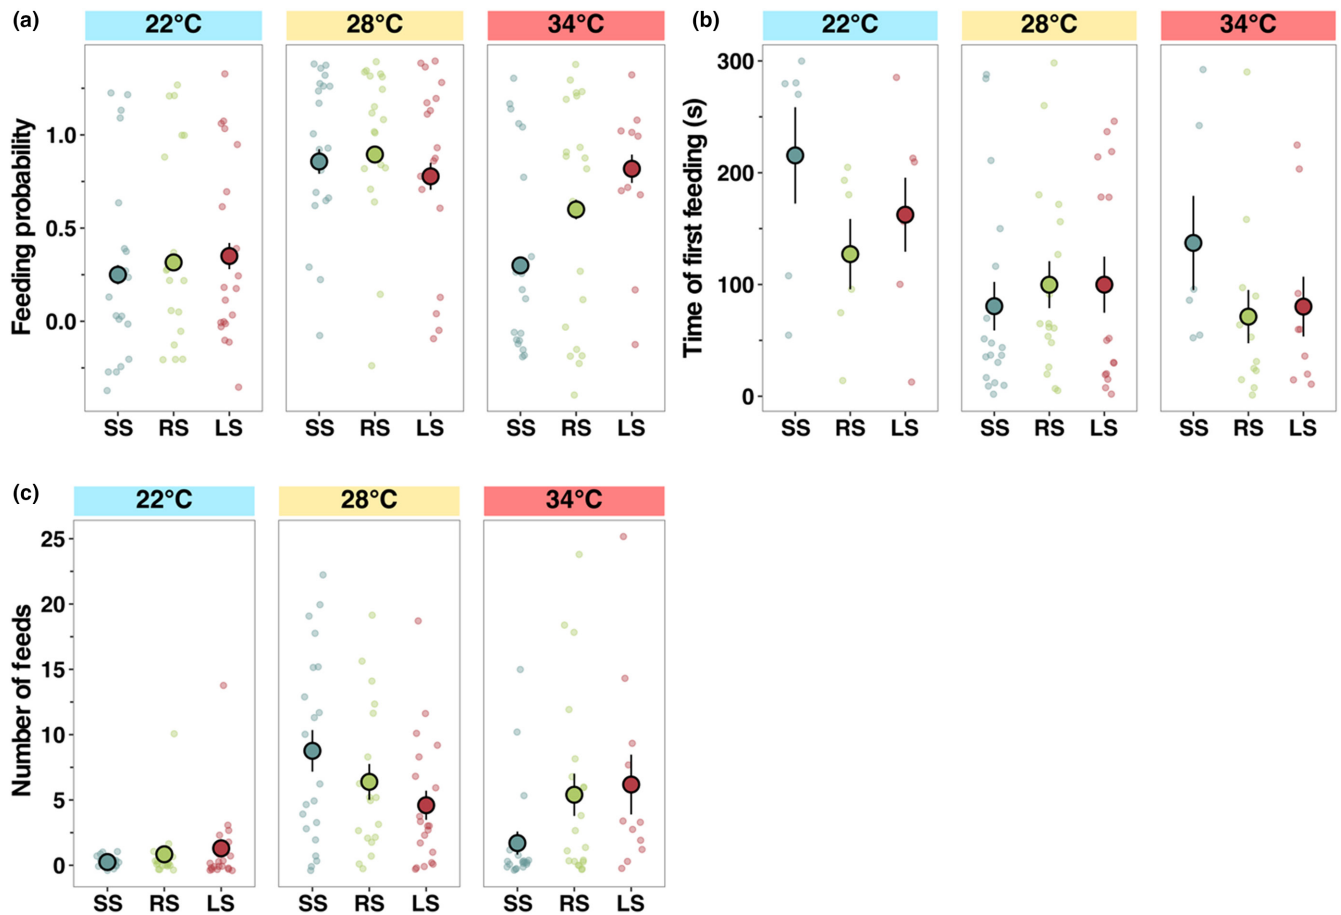 (a) 22°C 28°C 34°C
Feeding probability
1.0
0.5
0.0
SS RS LS SS RS LS SS RS LS
(b) 22°C 28°C 34°C
Time of first feeding (s)
300
200
100
0
SS RS LS SS RS LS SS RS LS
(c) 22°C 28°C 34°C
Number of feeds
25
20
15
10
5
0
SS RS LS SS RS LS SS RS LS